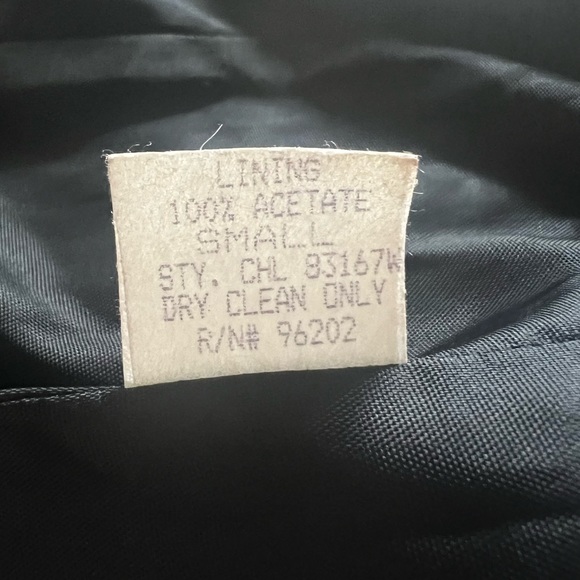 LINING
100% ACETATE
SMALL
STY. CHL 83167W
DRY CLEAN ONLY
R/N# 96202